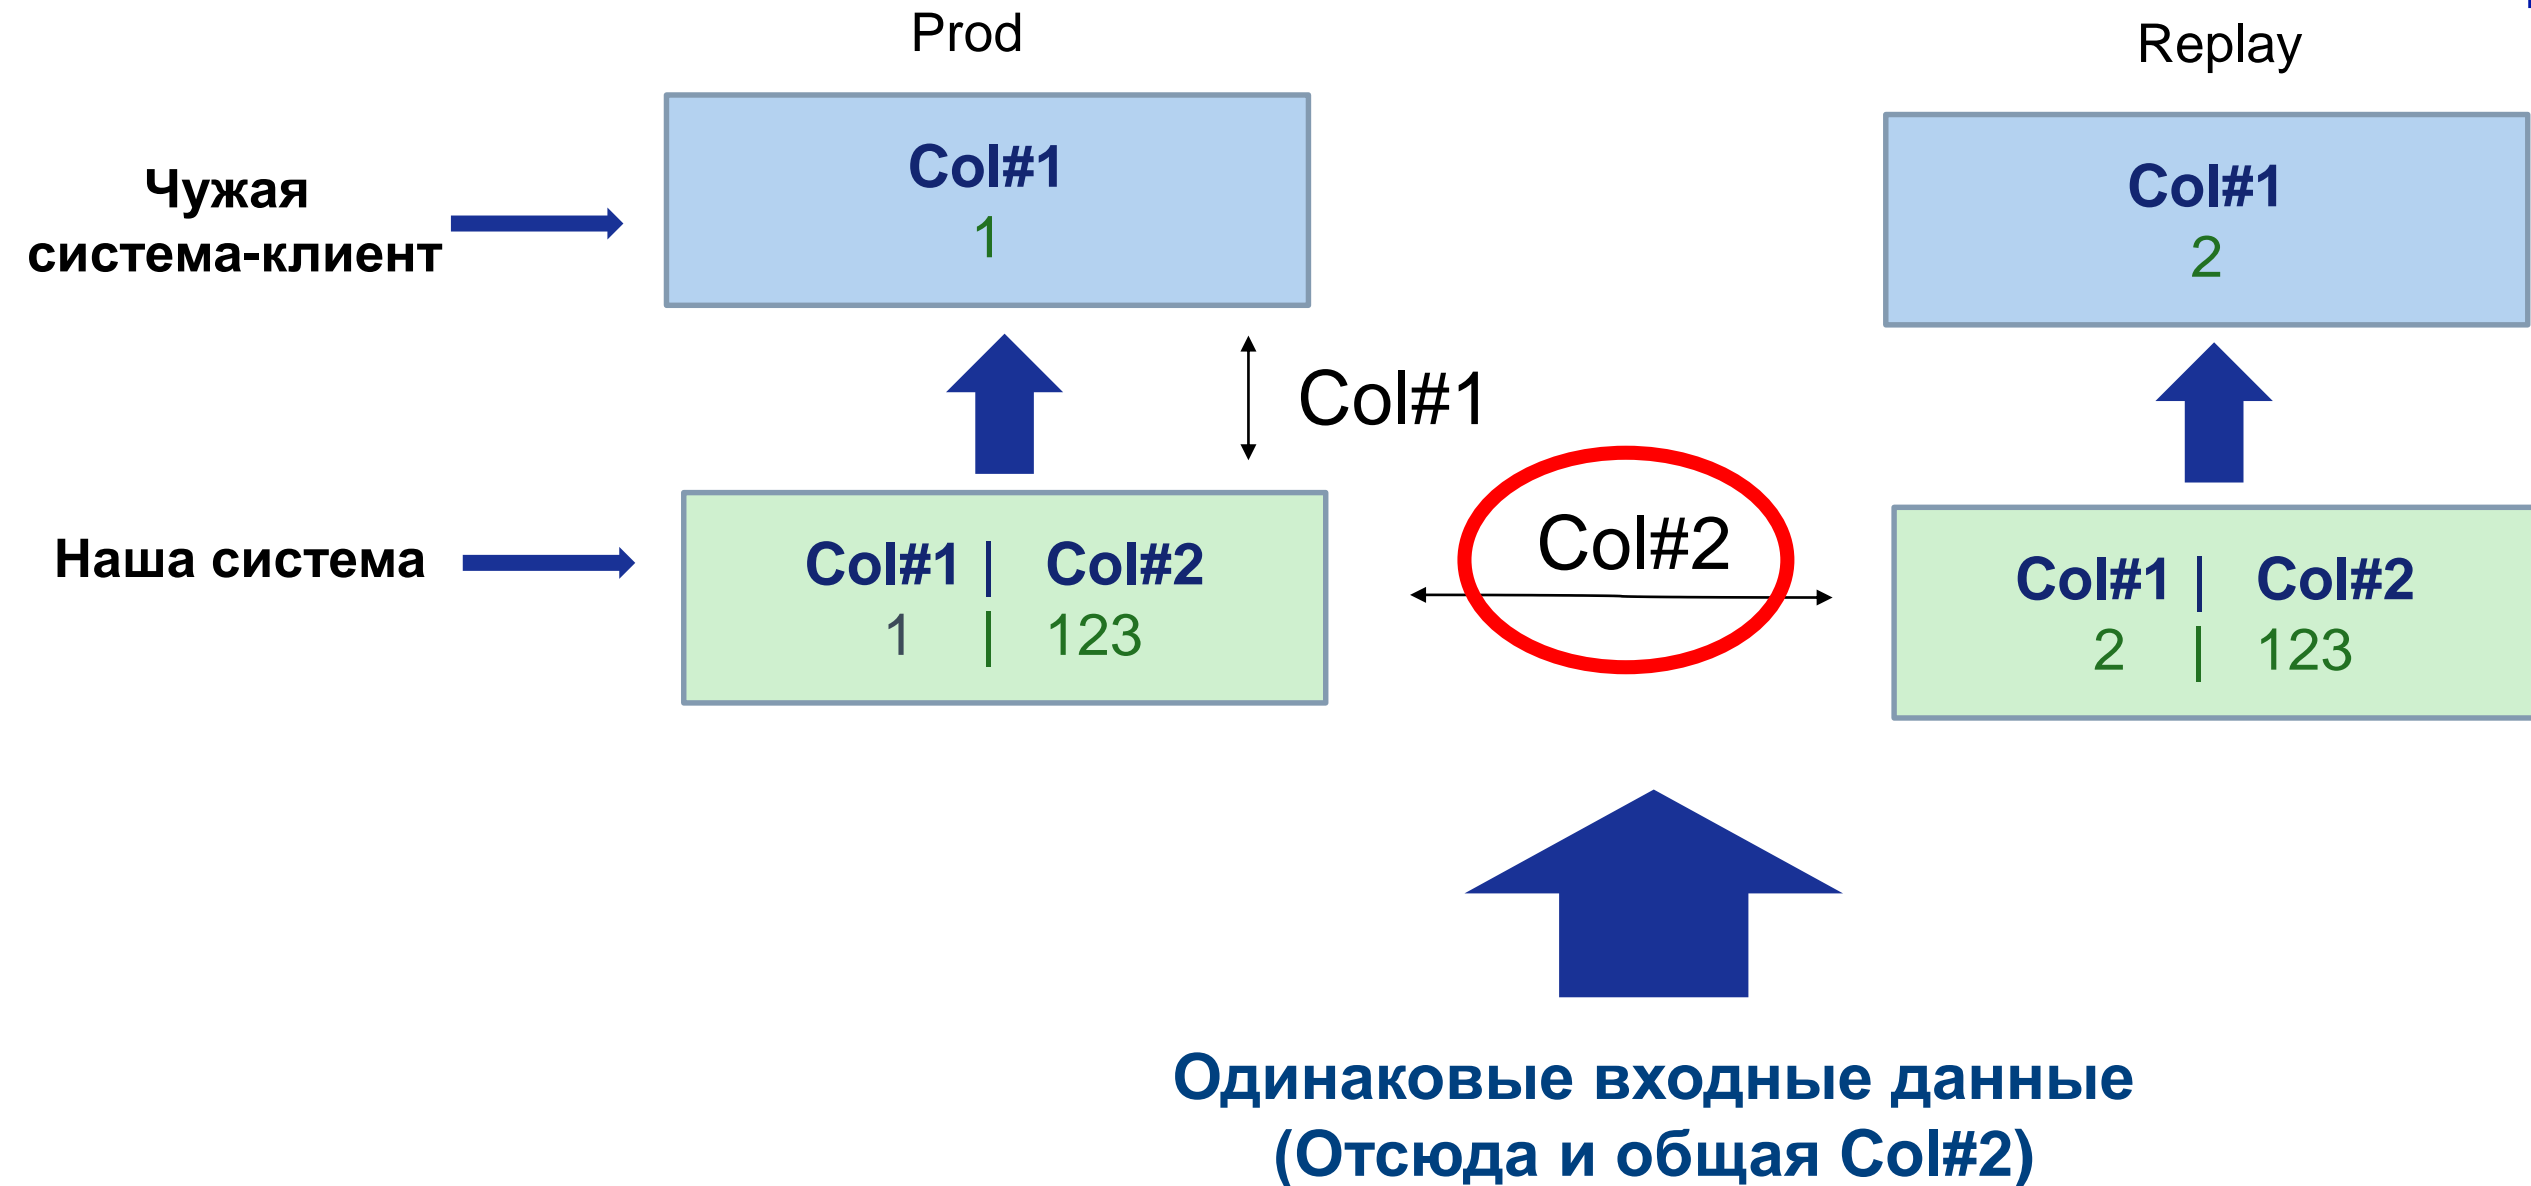 Prod
Replay
Чужая
система-клиент
Col#1
1
Col#1
2
Col#1
Наша система
Col#1 | Col#2
1 | 123
Col#2
Col#1 | Col#2
2 | 123
Одинаковые входные данные
(Отсюда и общая Col#2)